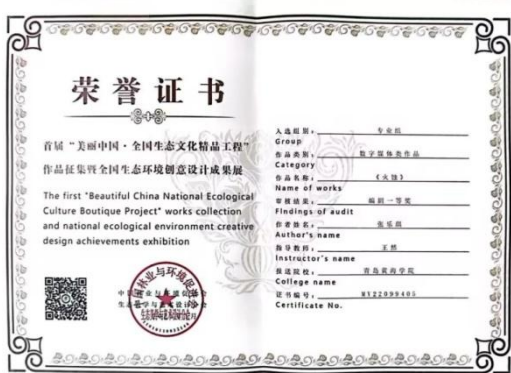 荣誉证书
首届“美丽中国·全国生态文化精品工程”
作品征集暨全国生态环境创意设计成果展
The first "Beautiful China National Ecological
Culture Boutique Project" works collection
and national ecological environment creative
design achievements exhibition
入选组别： 专业组
Group
作品类别： 数字媒体类作品
Category
作品名称： 《火蚀》
Name of works
审核结果： 编剧一等奖
Findings of audit
作者姓名：
Author's name
指导教师： 王然
Instructor's name
报送院校： 青岛黄海学院
College name
证书编号： MY22099405
Certificate No.